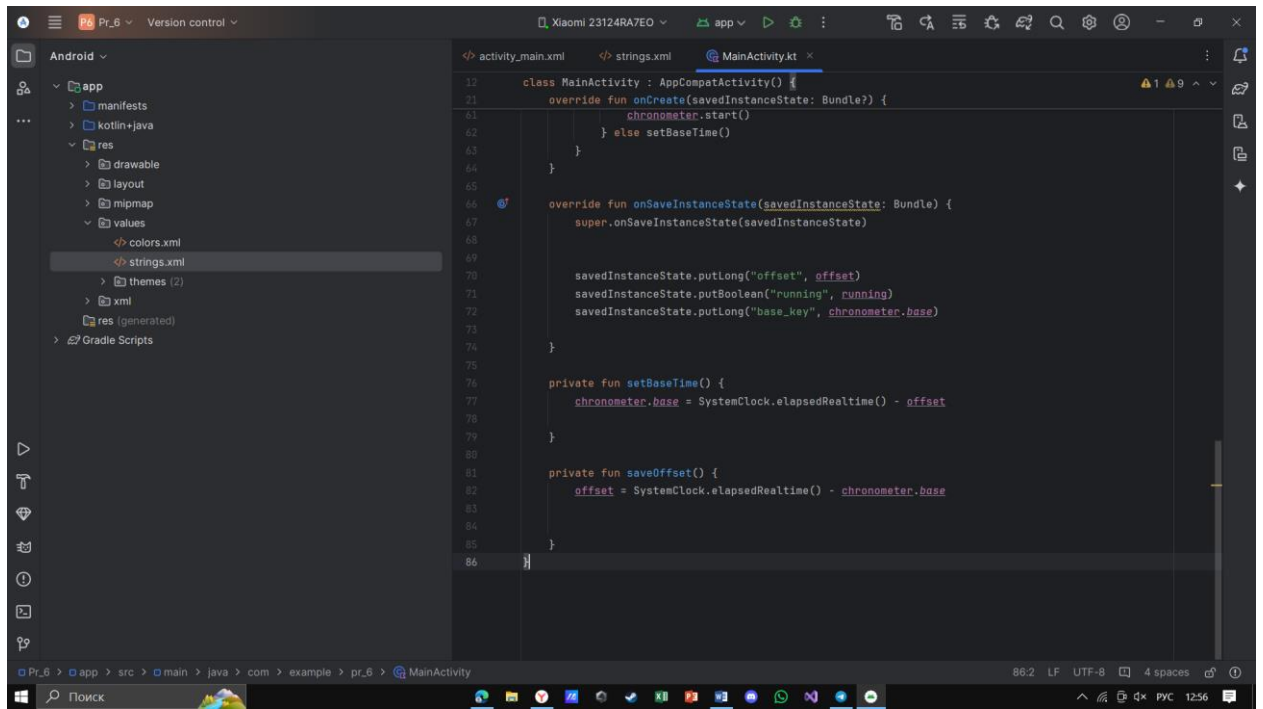 P6 Pr_6 Version control Xiaomi 23124RA7EO app
Android
activity_main.xml strings.xml MainActivity.kt
app
manifests
kotlin+java
res
drawable
layout
mipmap
values
colors.xml
strings.xml
themes (2)
xml
res (generated)
Gradle Scripts
1 9
12 class MainActivity : AppCompatActivity() {
21 override fun onCreate(savedInstanceState: Bundle?) {
61 chronometer.start()
62 } else setBaseTime()
63 }
64 }
65
66 override fun onSaveInstanceState(savedInstanceState: Bundle) {
67 super.onSaveInstanceState(savedInstanceState)
68
69
70 savedInstanceState.putLong("offset", offset)
71 savedInstanceState.putBoolean("running", running)
72 savedInstanceState.putLong("base_key", chronometer.base)
73
74 }
75
76 private fun setBaseTime() {
77 chronometer.base = SystemClock.elapsedRealtime() - offset
78
79 }
80
81 private fun saveOffset() {
82 offset = SystemClock.elapsedRealtime() - chronometer.base
83
84
85 }
86 }
Pr_6 > app > src > main > java > com > example > pr_6 > MainActivity 86:2 LF UTF-8 4 spaces
Поиск РУС 12:56